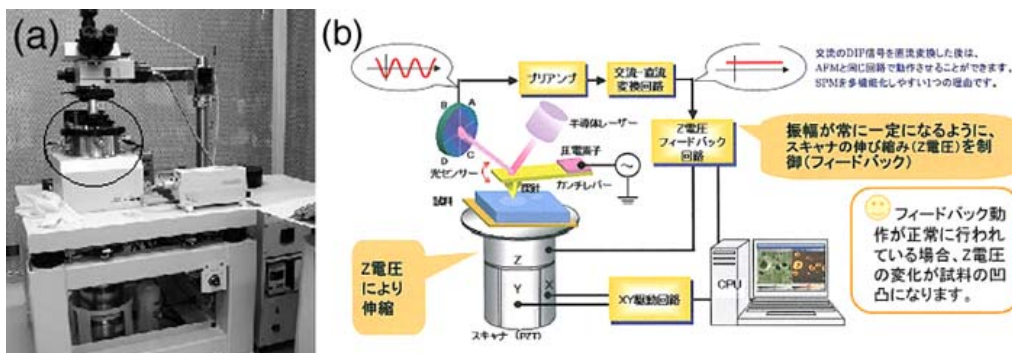 (a)
(b)
交流のDIF信号を直流変換した後は、
AFMと同じ回路で動作させることができます。
SPMを多機能化しやすい1つの理由です。
プリアンプ
交流-直流
変換回路
B
A
D
C
光センサー
半導体レーザー
圧電素子
カンチレバー
探針
試料
Z電圧
フィードバック
回路
振幅が常に一定になるように、
スキャナの伸び縮み(Z電圧)を制
御(フィードバック)
フィードバック動
作が正常に行われ
ている場合、Z電圧
の変化が試料の凹
凸になります。
Z電圧
により
伸縮
Z
Y
X
XY駆動回路
CPU
スキャナ (PZT)